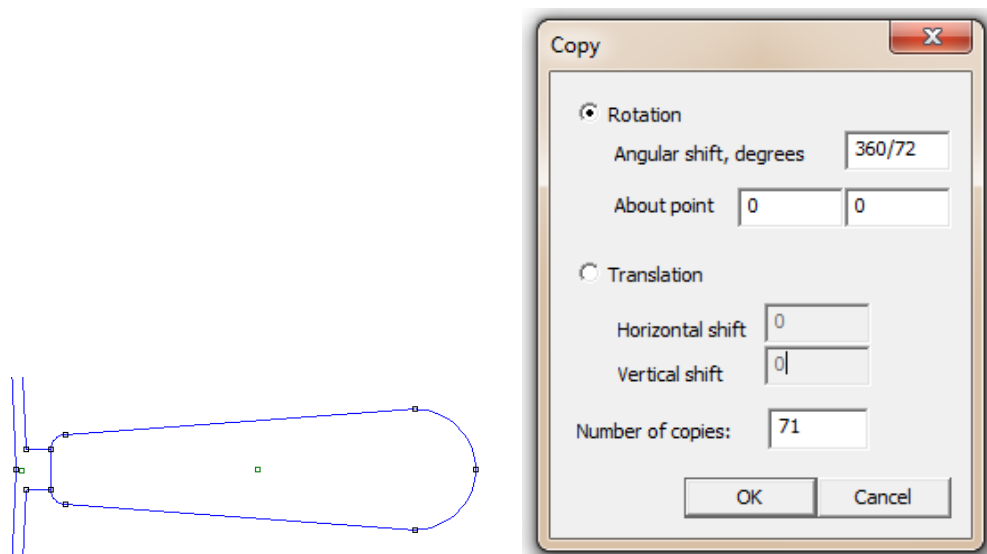 Copy
Rotation
Angular shift, degrees 360/72
About point 0 0
Translation
Horizontal shift 0
Vertical shift 0
Number of copies: 71
OK Cancel